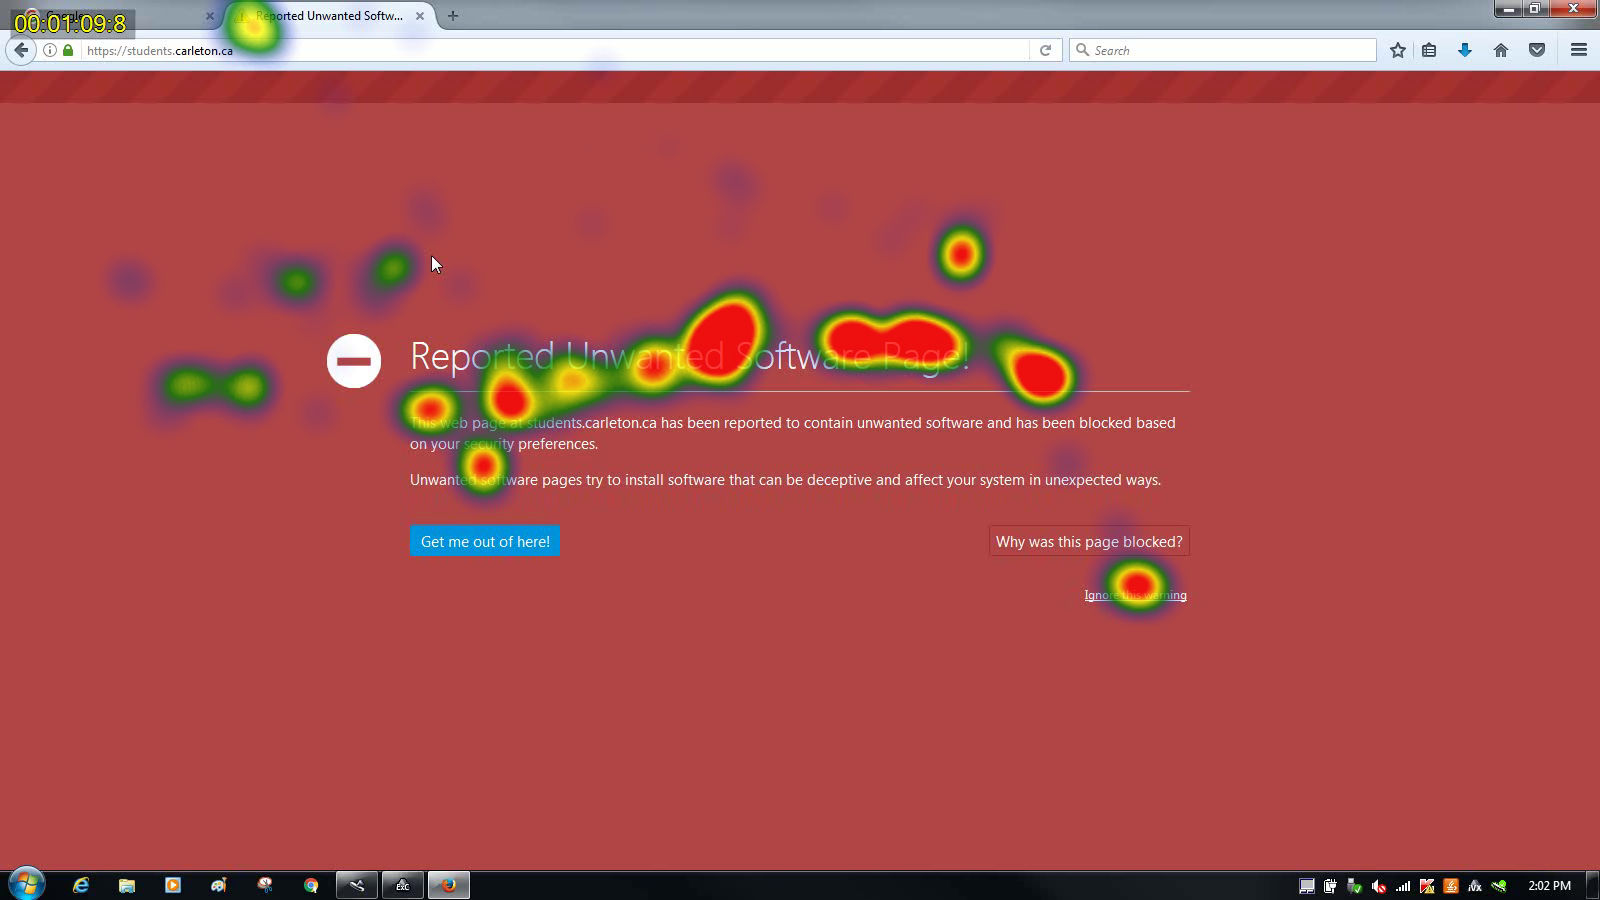 00:01:09:8
Reported Unwanted Softw...
https://students.carleton.ca
Search
Reported Unwanted Software Page!
This web page at students.carleton.ca has been reported to contain unwanted software and has been blocked based
on your security preferences.
Unwanted software pages try to install software that can be deceptive and affect your system in unexpected ways.
Get me out of here!
Why was this page blocked?
Ignore this warning
2:02 PM